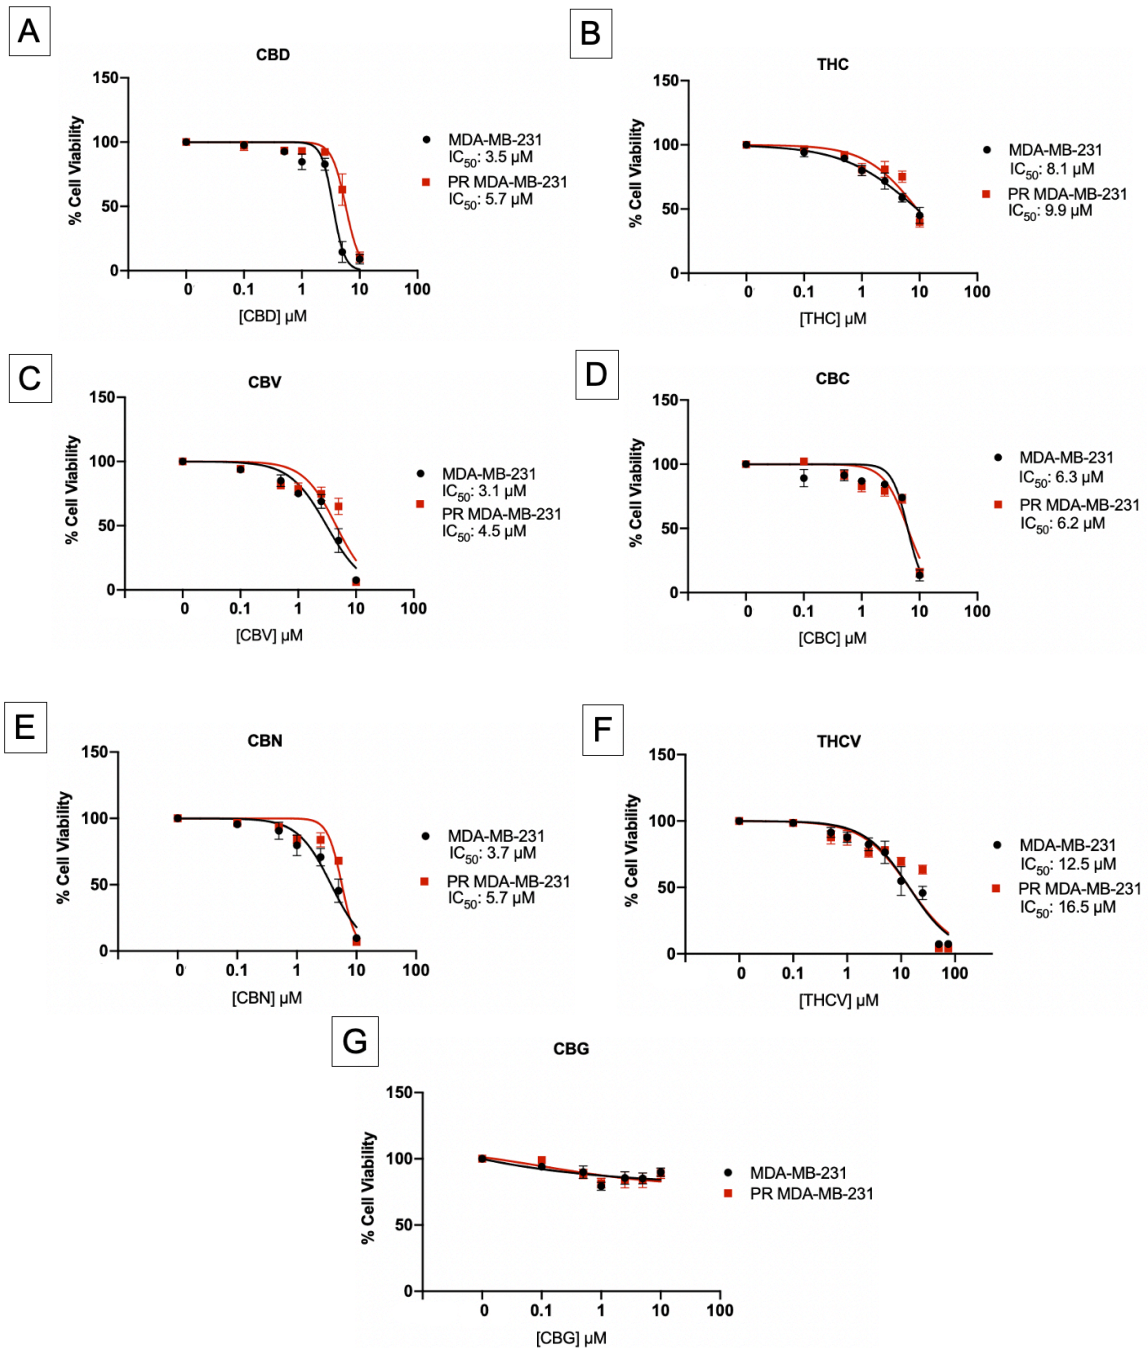 A
CBD
150
100
50
0
% Cell Viability
0 0.1 1 10 100
[CBD] µM
MDA-MB-231
IC50: 3.5 µM
PR MDA-MB-231
IC50: 5.7 µM
B
THC
150
100
50
0
% Cell Viability
0 0.1 1 10 100
[THC] µM
MDA-MB-231
IC50: 8.1 µM
PR MDA-MB-231
IC50: 9.9 µM
C
CBV
150
100
50
0
% Cell Viability
0 0.1 1 10 100
[CBV] µM
MDA-MB-231
IC50: 3.1 µM
PR MDA-MB-231
IC50: 4.5 µM
D
CBC
150
100
50
0
% Cell Viability
0 0.1 1 10 100
[CBC] µM
MDA-MB-231
IC50: 6.3 µM
PR MDA-MB-231
IC50: 6.2 µM
E
CBN
150
100
50
0
% Cell Viability
0 0.1 1 10 100
[CBN] µM
MDA-MB-231
IC50: 3.7 µM
PR MDA-MB-231
IC50: 5.7 µM
F
THCV
150
100
50
0
% Cell Viability
0 0.1 1 10 100
[THCV] µM
MDA-MB-231
IC50: 12.5 µM
PR MDA-MB-231
IC50: 16.5 µM
G
CBG
150
100
50
0
% Cell Viability
0 0.1 1 10 100
[CBG] µM
MDA-MB-231
PR MDA-MB-231